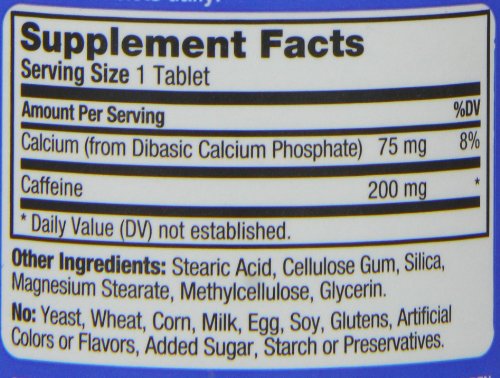 daily.
Supplement Facts
Serving Size 1 Tablet
Amount Per Serving %DV
Calcium (from Dibasic Calcium Phosphate) 75 mg 8%
Caffeine 200 mg *
* Daily Value (DV) not established.
Other Ingredients: Stearic Acid, Cellulose Gum, Silica,
Magnesium Stearate, Methylcellulose, Glycerin.
No: Yeast, Wheat, Corn, Milk, Egg, Soy, Glutens, Artificial
Colors or Flavors, Added Sugar, Starch or Preservatives.